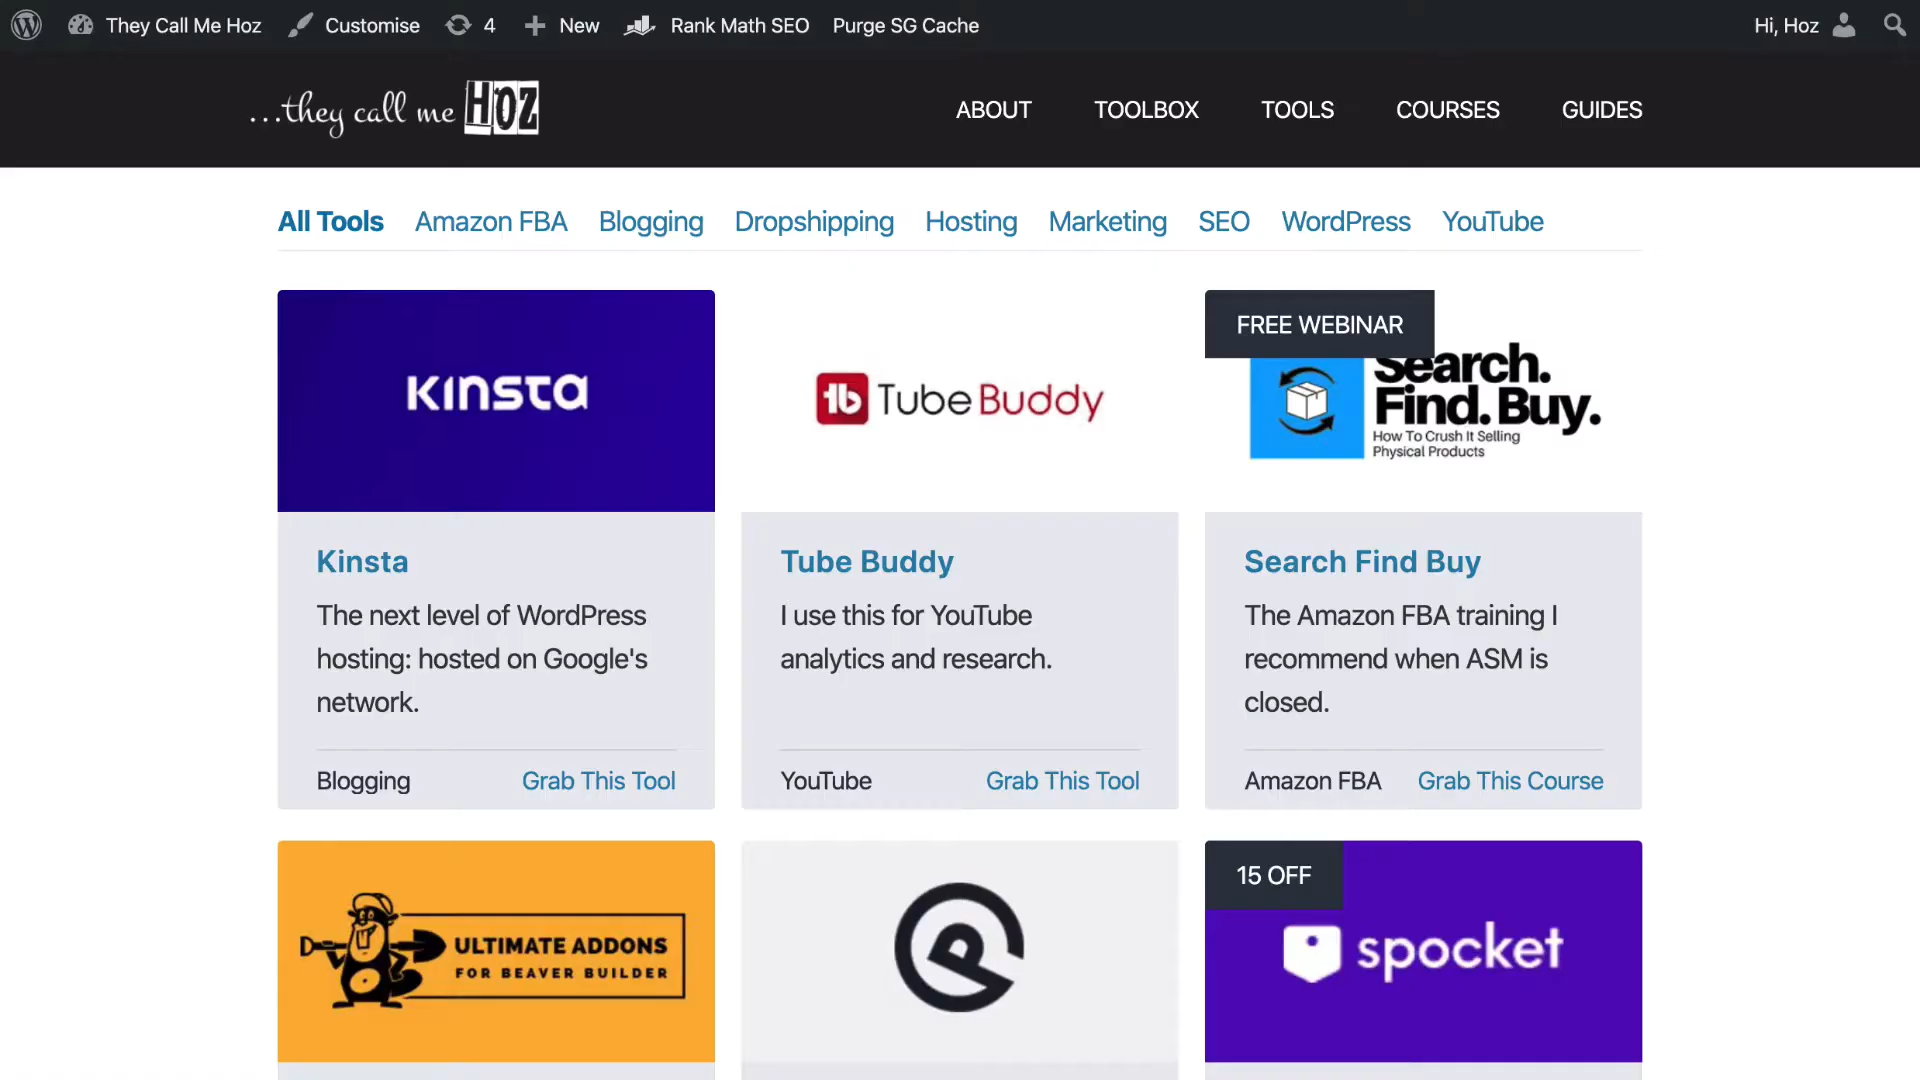 They Call Me Hoz Customise 4 New Rank Math SEO Purge SG Cache Hi, Hoz
...they call me HOZ
ABOUT TOOLBOX TOOLS COURSES GUIDES
All Tools Amazon FBA Blogging Dropshipping Hosting Marketing SEO WordPress YouTube
Kinsta
Kinsta
The next level of WordPress
hosting: hosted on Google's
network.
Blogging Grab This Tool
tb TubeBuddy
Tube Buddy
I use this for YouTube
analytics and research.
YouTube Grab This Tool
FREE WEBINAR
Search.
Find. Buy.
How To Crush It Selling
Physical Products
Search Find Buy
The Amazon FBA training I
recommend when ASM is
closed.
Amazon FBA Grab This Course
ULTIMATE ADDONS
FOR BEAVER BUILDER
P
15 OFF
spocket